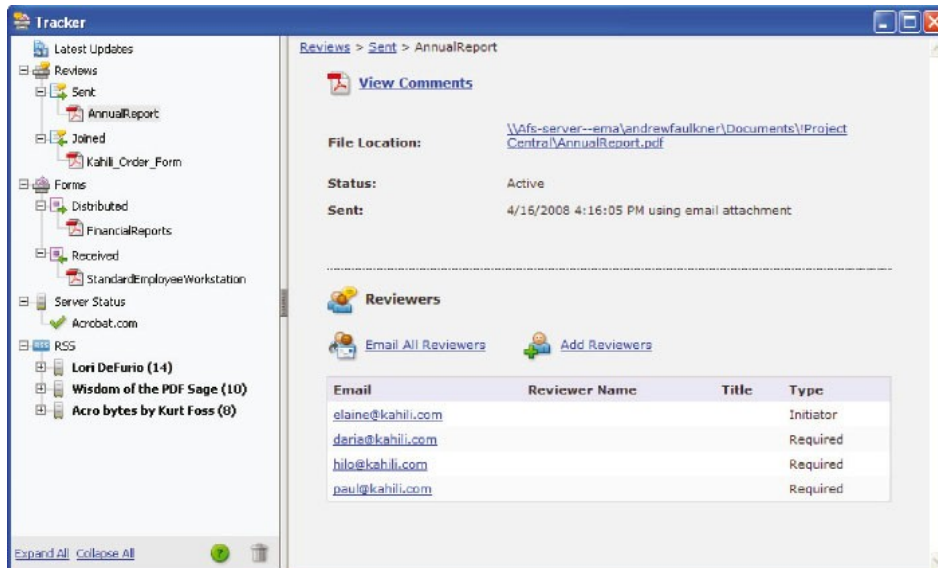 Tracker
Latest Updates
Reviews
Sent
AnnualReport
Joined
Kahili_Order_Form
Forms
Distributed
FinancialReports
Received
StandardEmployeeWorkstation
Server Status
Acrobat.com
RSS
Lori DeFurio (14)
Wisdom of the PDF Sage (10)
Acro bytes by Kurt Foss (8)
Expand All Collapse All
Reviews > Sent > AnnualReport
View Comments
File Location: \\Afs-server--ema\andrewfaulkner\Documents\!Project
Central\AnnualReport.pdf
Status: Active
Sent: 4/16/2008 4:16:05 PM using email attachment
Reviewers
Email All Reviewers Add Reviewers
Email Reviewer Name Title Type
elaine@kahili.com Initiator
daria@kahili.com Required
hilo@kahili.com Required
paul@kahili.com Required